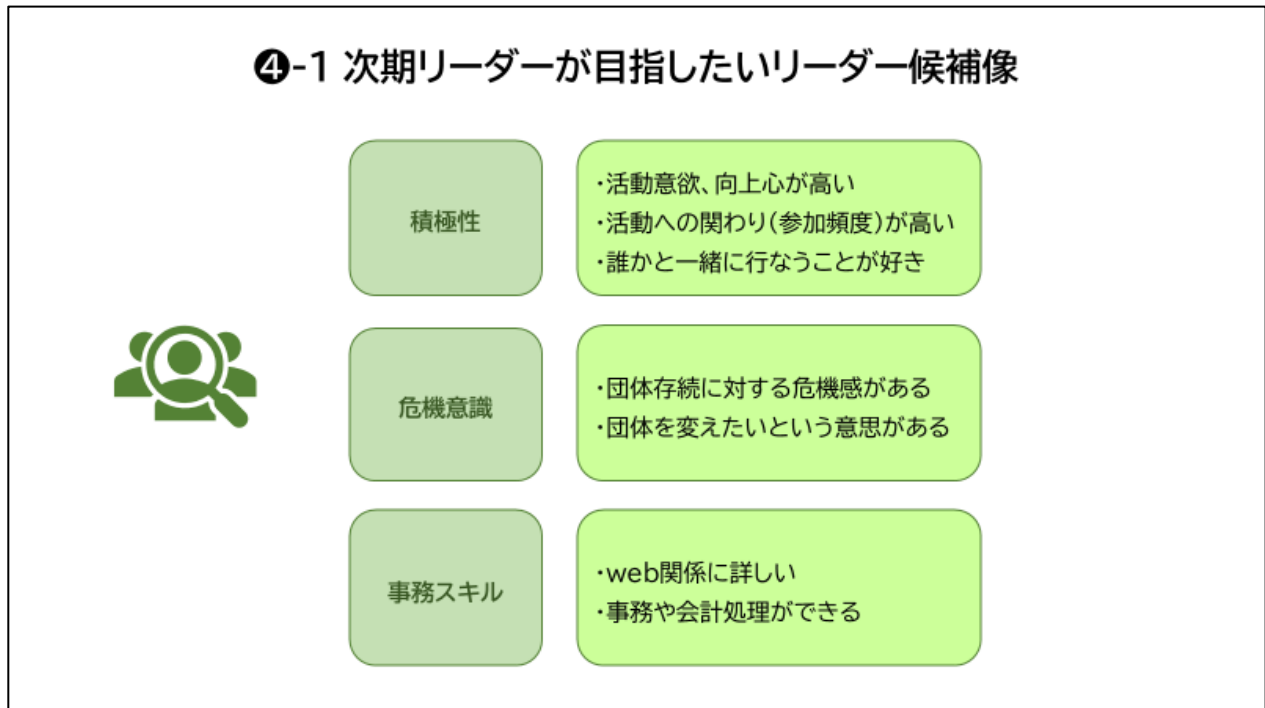 ❹-1 次期リーダーが目指したいリーダー候補像
積極性
・活動意欲、向上心が高い
・活動への関わり(参加頻度)が高い
・誰かと一緒に行なうことが好き
危機意識
・団体存続に対する危機感がある
・団体を変えたいという意思がある
事務スキル
・web関係に詳しい
・事務や会計処理ができる